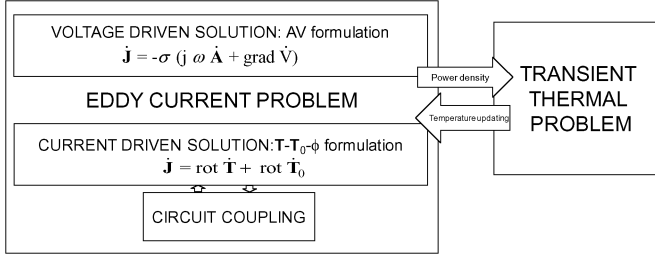 VOLTAGE DRIVEN SOLUTION: AV formulation
J̇ = -σ (j ω Ȧ + grad V̇)
EDDY CURRENT PROBLEM
CURRENT DRIVEN SOLUTION:T-T₀-ϕ formulation
J̇ = rot Ṫ + rot Ṫ₀
CIRCUIT COUPLING
Power density
Temperature updating
TRANSIENT
THERMAL
PROBLEM